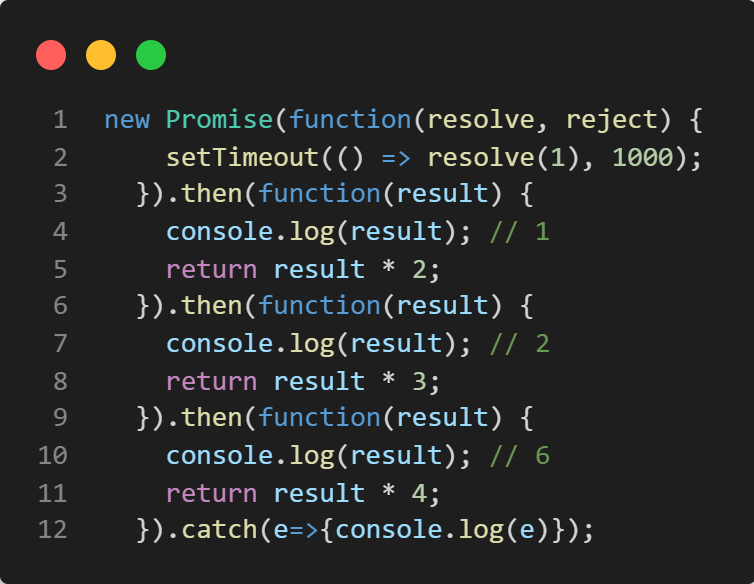 1 new Promise(function(resolve, reject) {
2     setTimeout(() => resolve(1), 1000);
3   }).then(function(result) {
4     console.log(result); // 1
5     return result * 2;
6   }).then(function(result) {
7     console.log(result); // 2
8     return result * 3;
9   }).then(function(result) {
10     console.log(result); // 6
11     return result * 4;
12   }).catch(e=>{console.log(e)});